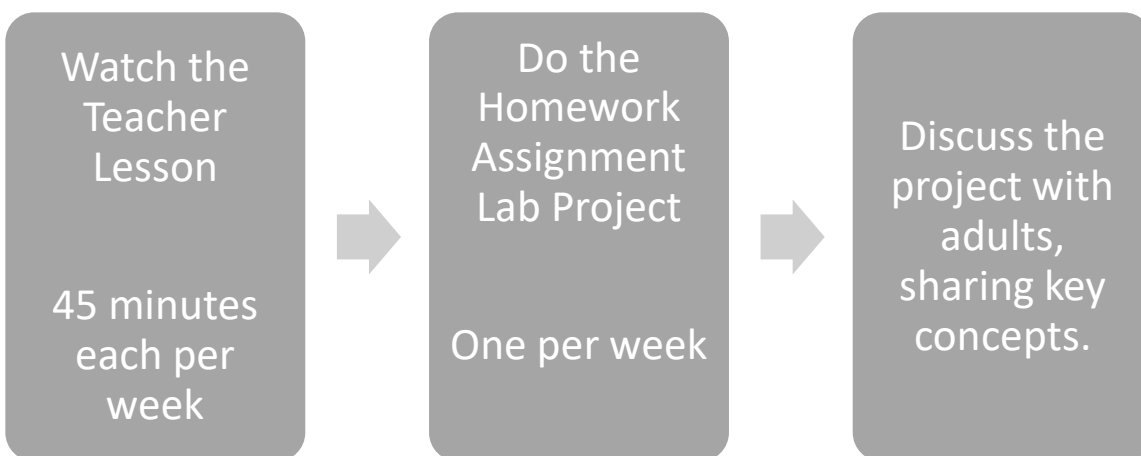 Watch the
Teacher
Lesson
45 minutes
each per
week
Do the
Homework
Assignment
Lab Project
One per week
Discuss the
project with
adults,
sharing key
concepts.